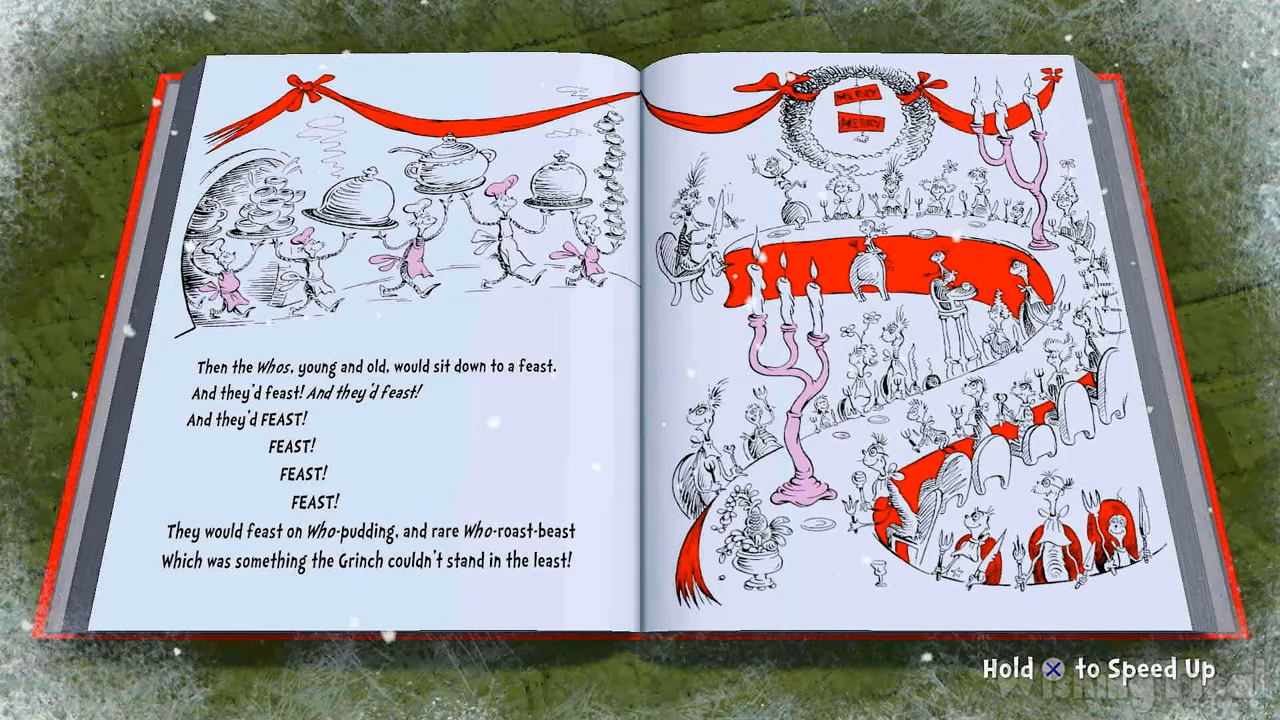 MERRY
MERRY
Then the Whos, young and old, would sit down to a feast.
And they'd feast! And they'd feast!
And they'd FEAST!
FEAST!
FEAST!
FEAST!
They would feast on Who-pudding, and rare Who-roast-beast
Which was something the Grinch couldn't stand in the least!
Hold ⓧ to Speed Up